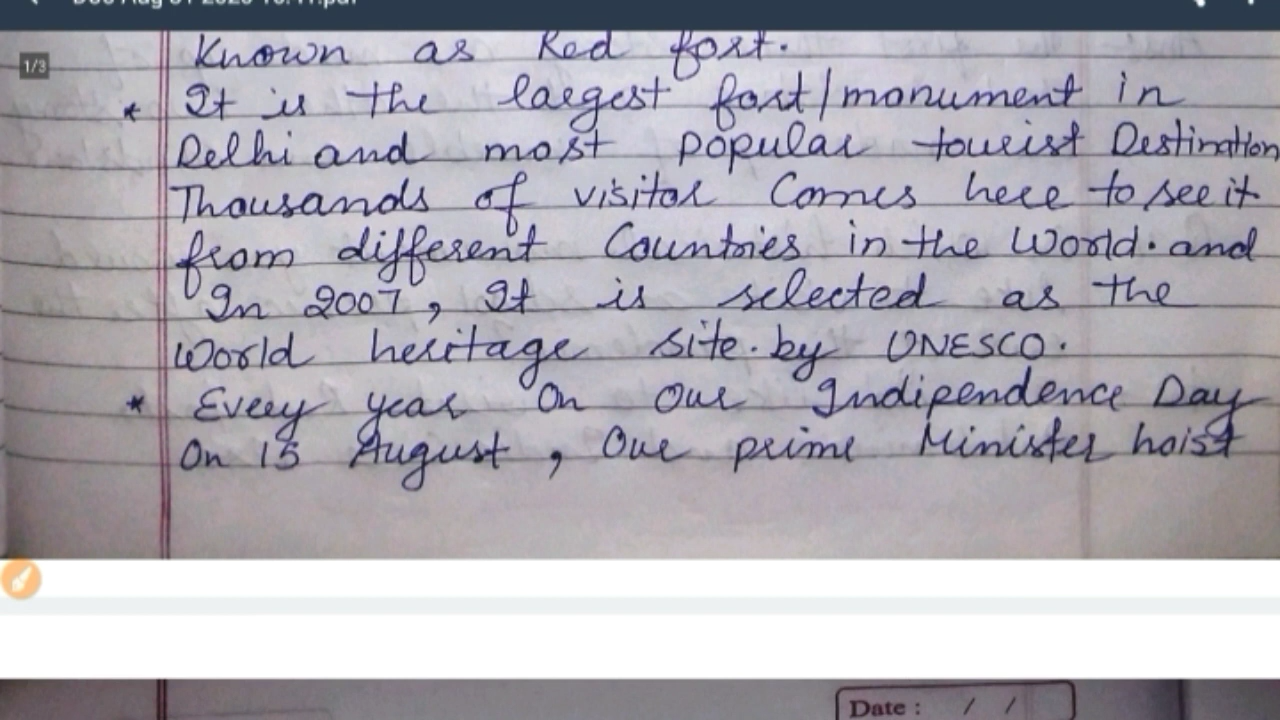 1/3
Known as Red fort.
* It is the largest fort/monument in
Delhi and most popular tourist Destination
Thousands of visitor Comes here to see it
from different Countries in the World. and
In 2007, It is selected as the
World heritage site. by UNESCO.
* Every year On Our Indipendence Day
On 15 August, Our prime Minister hoist
Date : / /